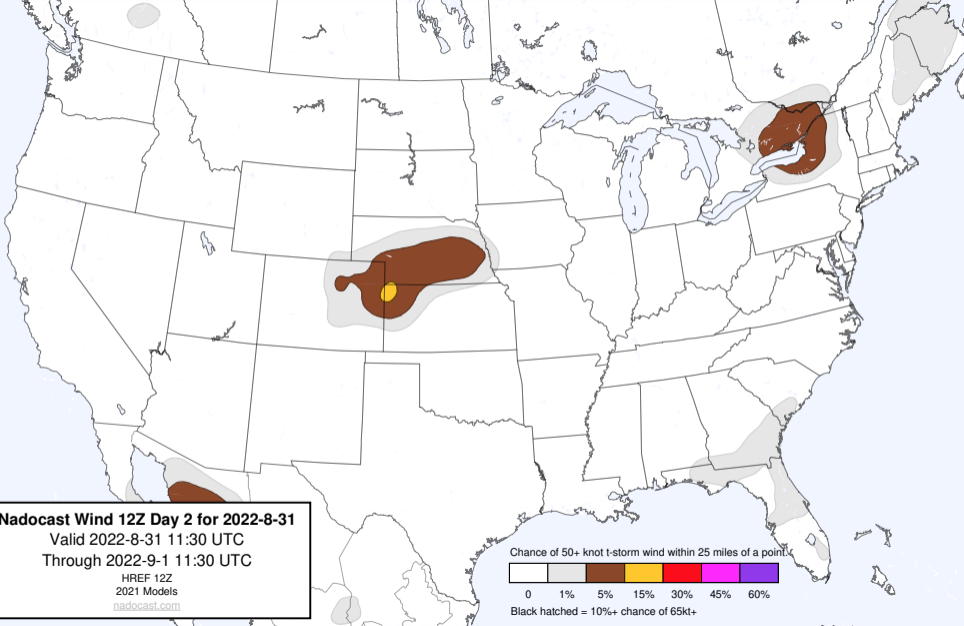 Nadocast Wind 12Z Day 2 for 2022-8-31
Valid 2022-8-31 11:30 UTC
Through 2022-9-1 11:30 UTC
HREF 12Z
2021 Models
nadocast.com
Chance of 50+ knot t-storm wind within 25 miles of a point.
0 1% 5% 15% 30% 45% 60%
Black hatched = 10%+ chance of 65kt+